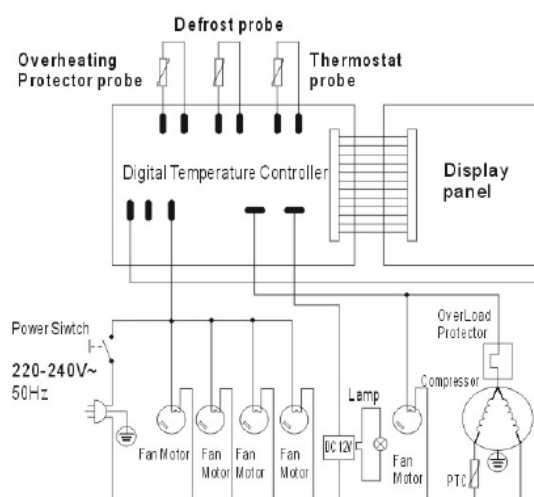 Defrost probe
Overheating
Protector probe
Thermostat
probe
Digital Temperature Controller
Display
panel
Power Siwtch
220-240V~
50Hz
OverLoad
Protector
Compressor
Lamp
DC 12V
Fan Motor
Fan
Motor
Fan
Motor
Fan
Motor
Fan
Motor
PTC